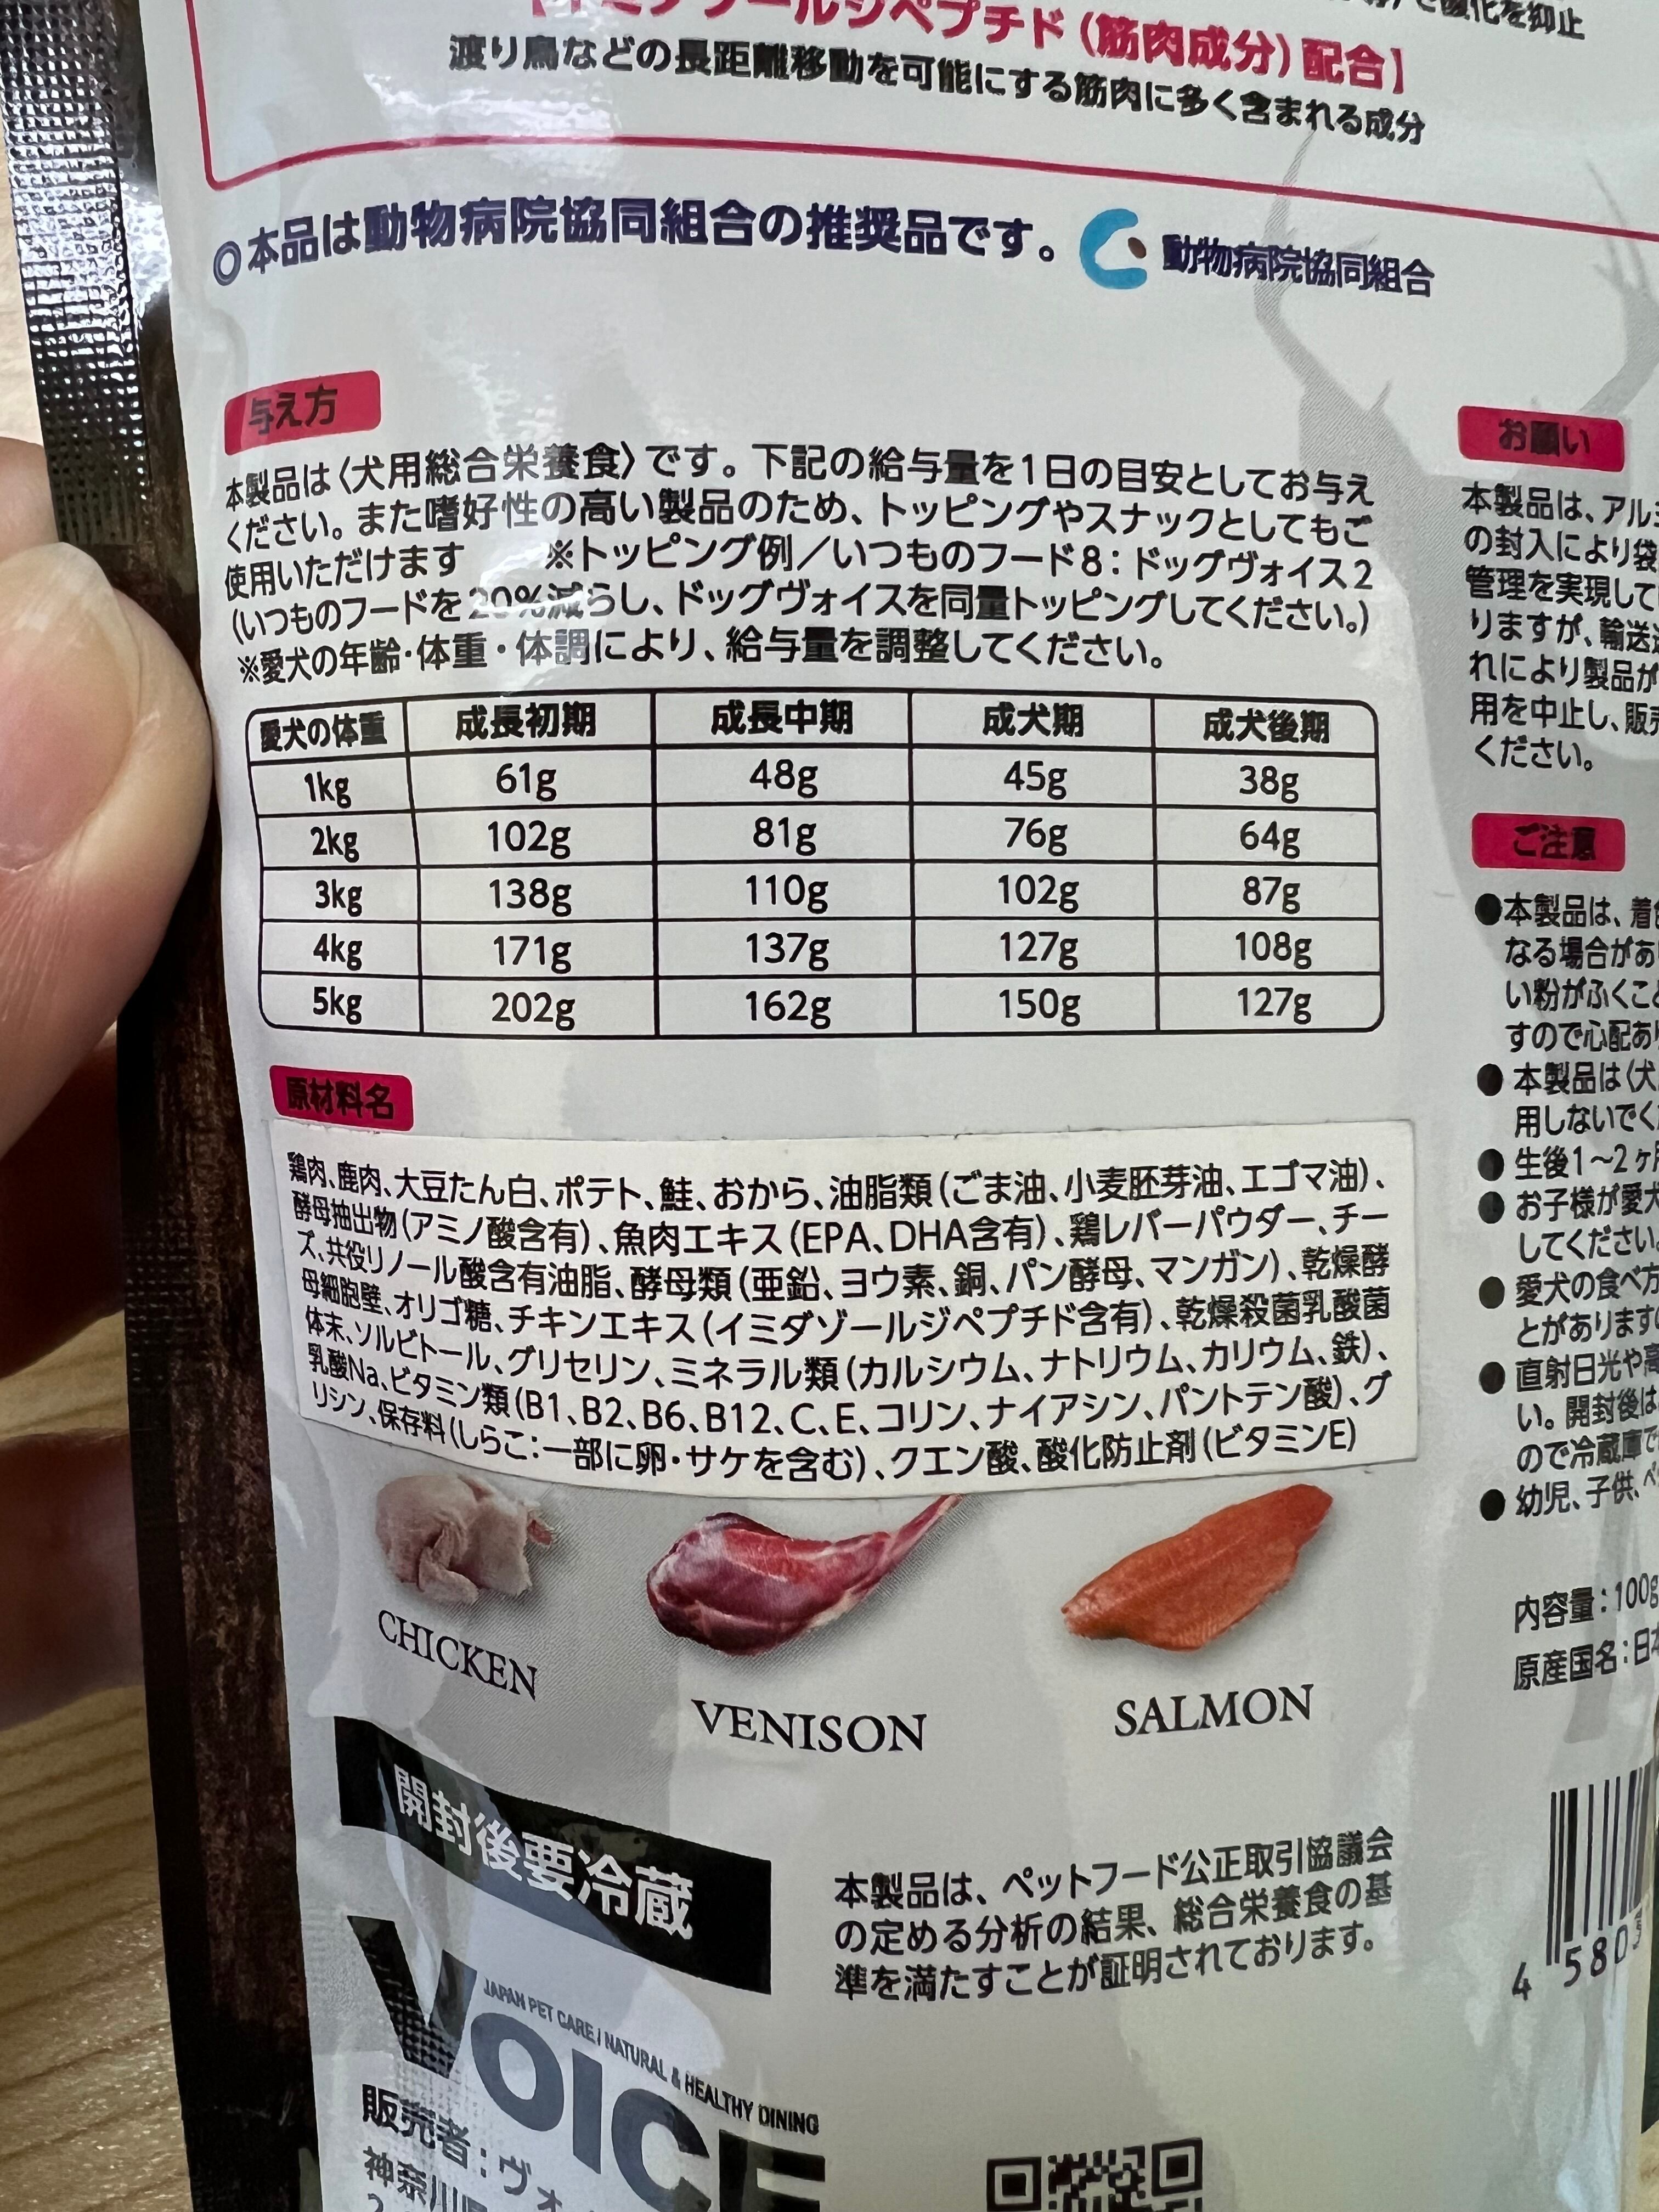 ルジペプチド(筋肉成分)配合】
渡り鳥などの長距離移動を可能にする筋肉に多く含まれる成分
◎本品は動物病院協同組合の推奨品です。
動物病院協同組合
与え方
本製品は〈犬用総合栄養食〉です。下記の給与量を1日の目安としてお与え
ください。また嗜好性の高い製品のため、トッピングやスナックとしてもご
使用いただけます ※トッピング例／いつものフード8：ドッグヴォイス2
(いつものフードを20%減らし、ドッグヴォイスを同量トッピングしてください。)
※愛犬の年齢・体重・体調により、給与量を調整してください。
愛犬の体重 成長初期 成長中期 成犬期 成犬後期
1kg 61g 48g 45g 38g
2kg 102g 81g 76g 64g
3kg 138g 110g 102g 87g
4kg 171g 137g 127g 108g
5kg 202g 162g 150g 127g
原材料名
鶏肉、鹿肉、大豆たん白、ポテト、鮭、おから、油脂類(ごま油、小麦胚芽油、エゴマ油)、
酵母抽出物(アミノ酸含有)、魚肉エキス(EPA、DHA含有)、鶏レバーパウダー、チー
ズ、共役リノール酸含有油脂、酵母類(亜鉛、ヨウ素、銅、パン酵母、マンガン)、乾燥酵
母細胞壁、オリゴ糖、チキンエキス(イミダゾールジペプチド含有)、乾燥殺菌乳酸菌
体末、ソルビトール、グリセリン、ミネラル類(カルシウム、ナトリウム、カリウム、鉄)、
乳酸Na、ビタミン類(B1、B2、B6、B12、C、E、コリン、ナイアシン、パントテン酸)、グ
リシン、保存料(しらこ：一部に卵・サケを含む)、クエン酸、酸化防止剤(ビタミンE)
CHICKEN
VENISON
SALMON
開封後要冷蔵
本製品は、ペットフード公正取引協議会
の定める分析の結果、総合栄養食の基
準を満たすことが証明されております。
VOICE
JAPAN PET CARE / NATURAL & HEALTHY DINING
販売者：ヴォ
神奈川
お願い
本製品は、アル
の封入により袋
管理を実現して
りますが、輸送
れにより製品が
用を中止し、販売
ください。
ご注意
●本製品は、着
なる場合があ
い粉がふくこ
すので心配あ
●本製品は〈犬
用しないでく
●生後1〜2ヶ
●お子様が愛犬
してください。
●愛犬の食べ方
とがあります
●直射日光や高
い。開封後は
ので冷蔵庫で
●幼児、子供、
内容量：100g
原産国名：日本
4 580